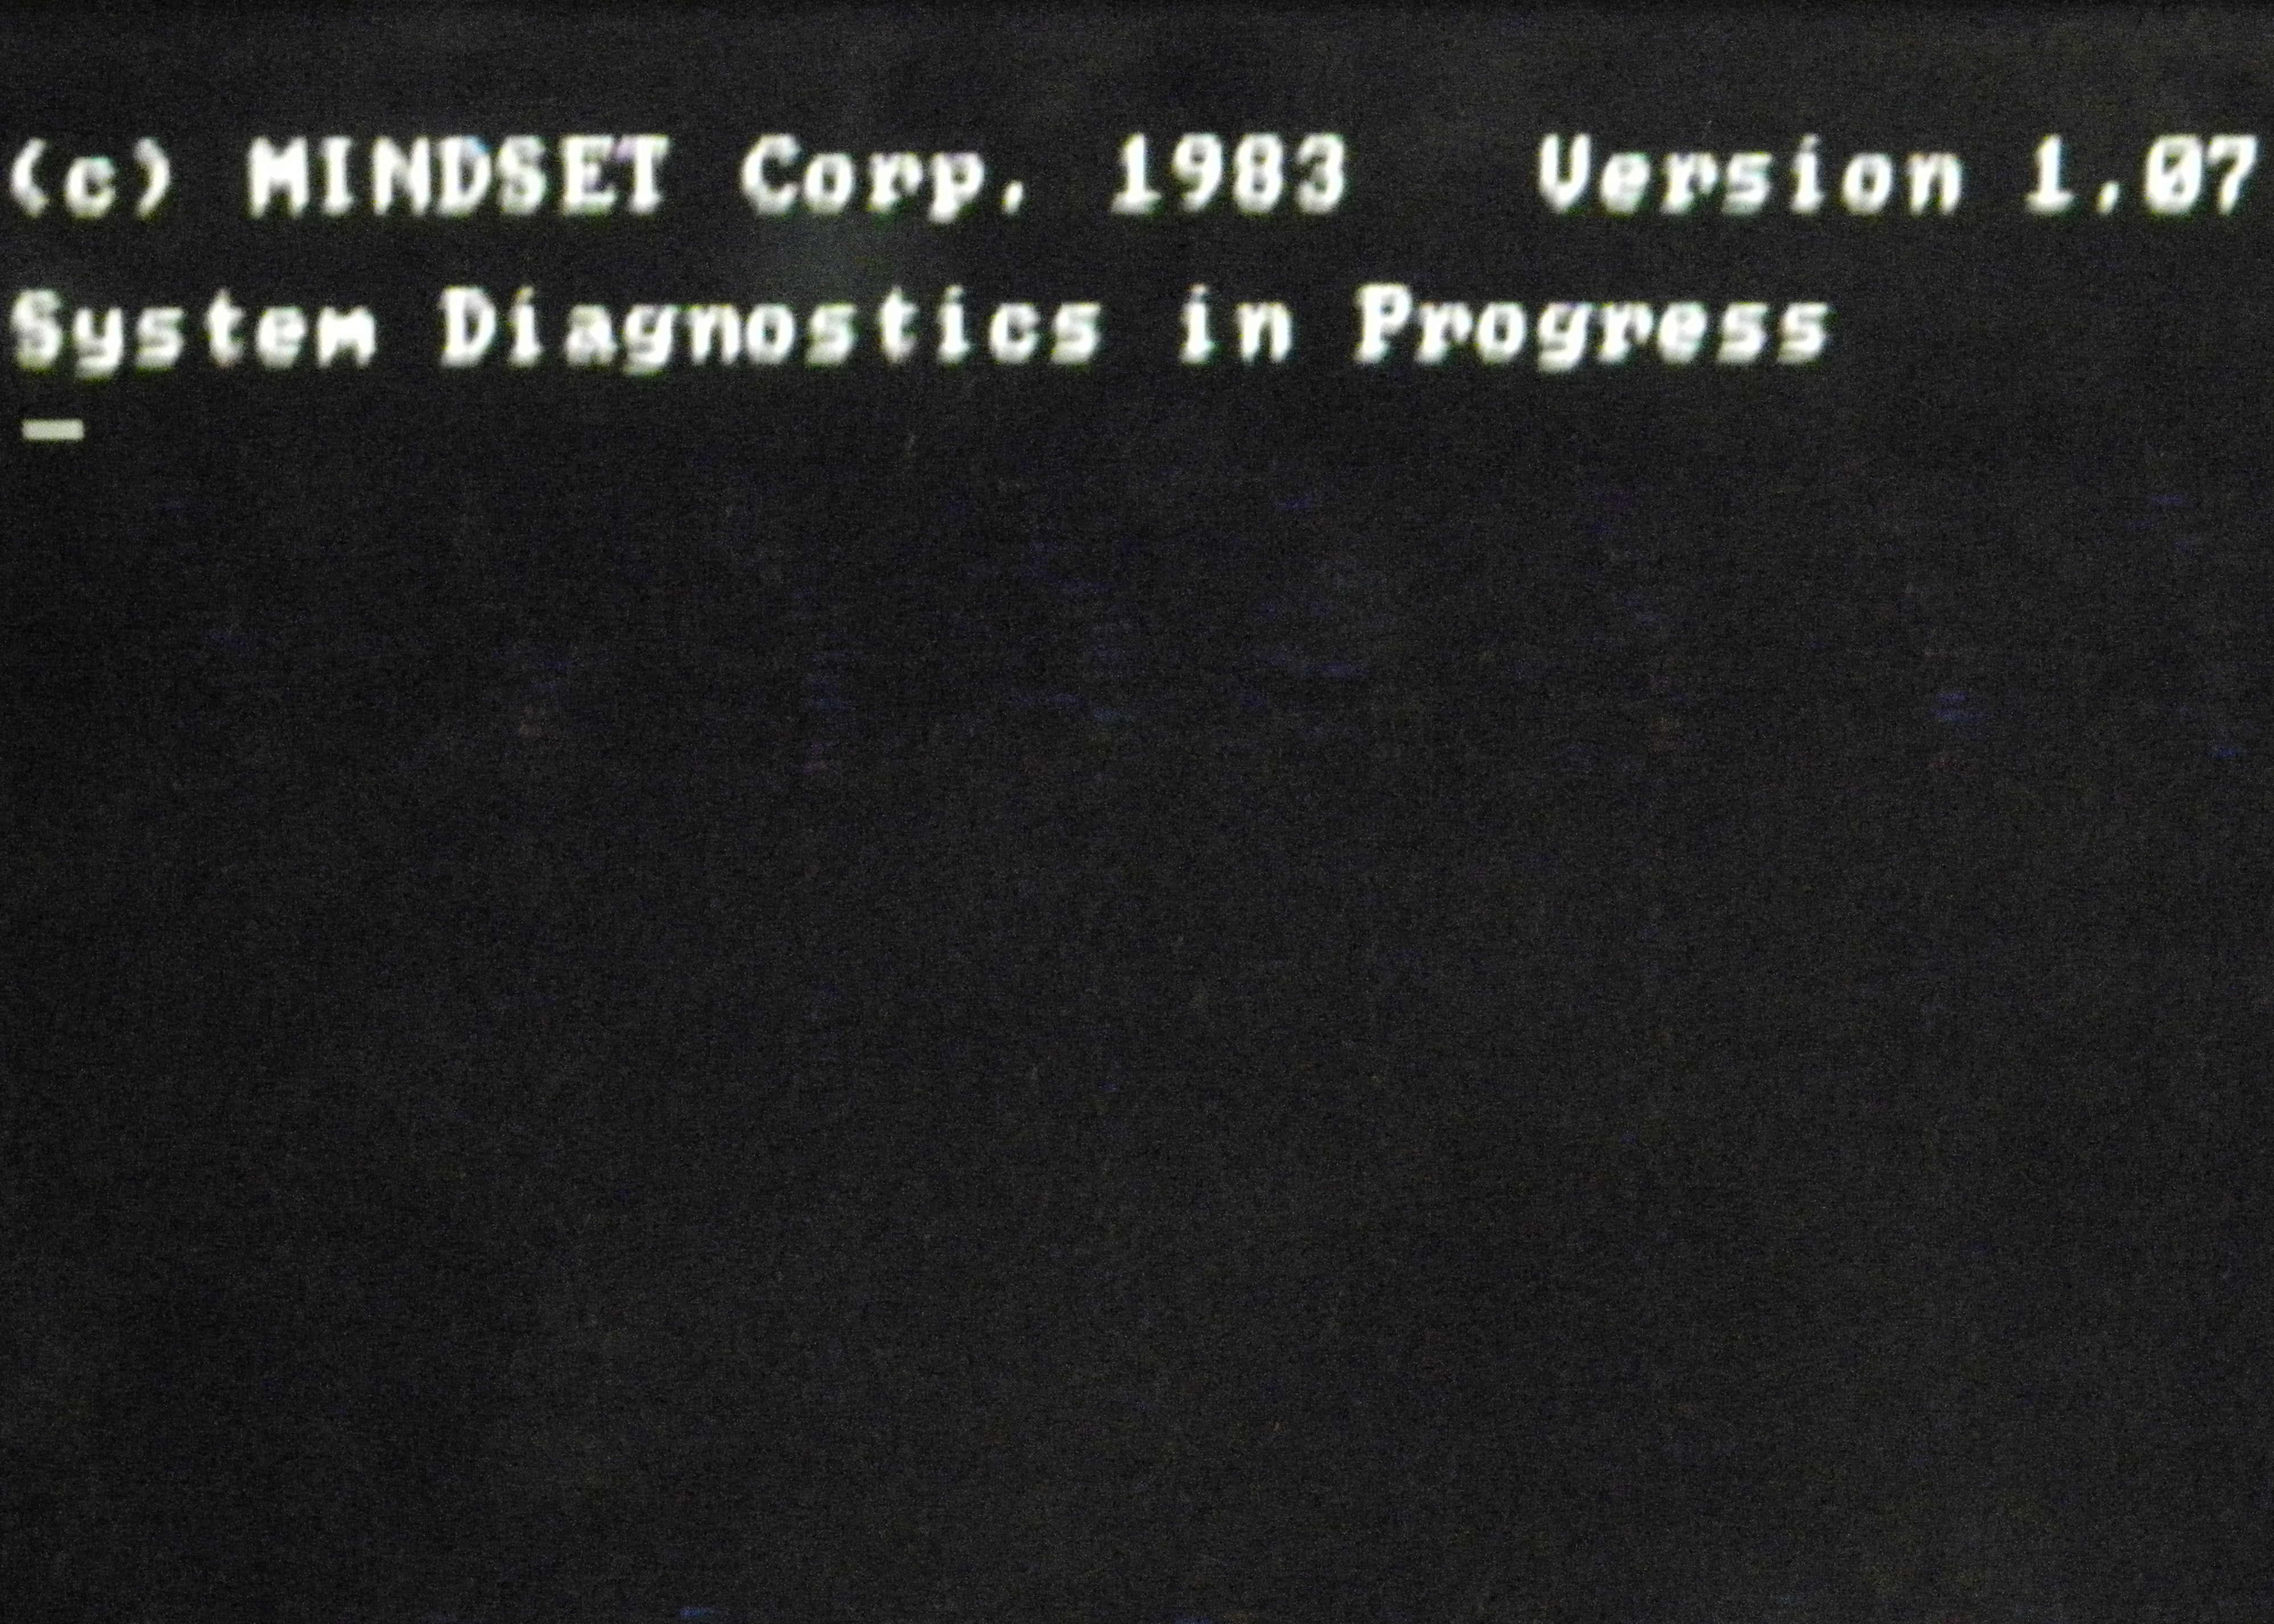 (c) MINDSET Corp. 1983   Version 1.07
System Diagnostics in Progress
_